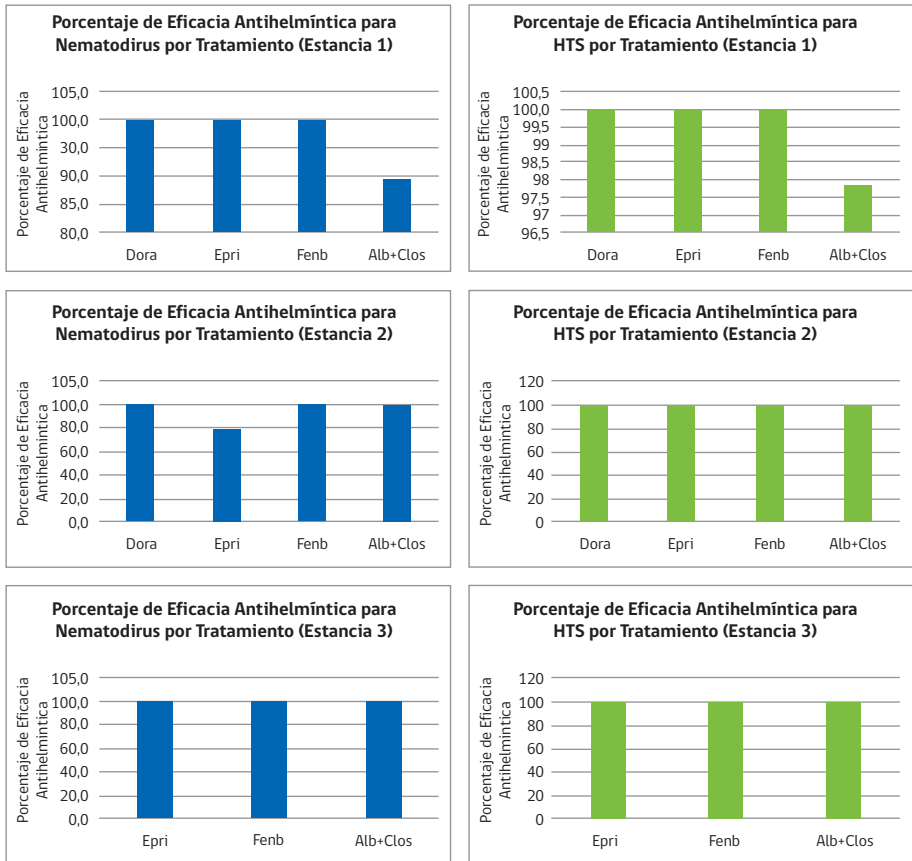 Porcentaje de Eficacia Antihelmíntica para
Nematodirus por Tratamiento (Estancia 1)
Porcentaje de Eficacia
Antihelmíntica
105,0
100,0
30,0
90,0
85,0
80,0
Dora Epri Fenb Alb+Clos
Porcentaje de Eficacia Antihelmíntica para
HTS por Tratamiento (Estancia 1)
Porcentaje de Eficacia
Antihelmíntica
100,5
100,0
99,5
99
98,5
98
97,5
97
96,5
Dora Epri Fenb Alb+Clos
Porcentaje de Eficacia Antihelmíntica para
Nematodirus por Tratamiento (Estancia 2)
Porcentaje de Eficacia
Antihelmíntica
105,0
100,0
80,0
60,0
40,0
20,0
0,0
Dora Epri Fenb Alb+Clos
Porcentaje de Eficacia Antihelmíntica para
HTS por Tratamiento (Estancia 2)
Porcentaje de Eficacia
Antihelmíntica
120
100
80
60
40
20
0
Dora Epri Fenb Alb+Clos
Porcentaje de Eficacia Antihelmíntica para
Nematodirus por Tratamiento (Estancia 3)
Porcentaje de Eficacia
Antihelmíntica
105,0
100,0
80,0
60,0
40,0
20,0
0,0
Epri Fenb Alb+Clos
Porcentaje de Eficacia Antihelmíntica para
HTS por Tratamiento (Estancia 3)
Porcentaje de Eficacia
Antihelmíntica
120
100
80
60
40
20
0
Epri Fenb Alb+Clos